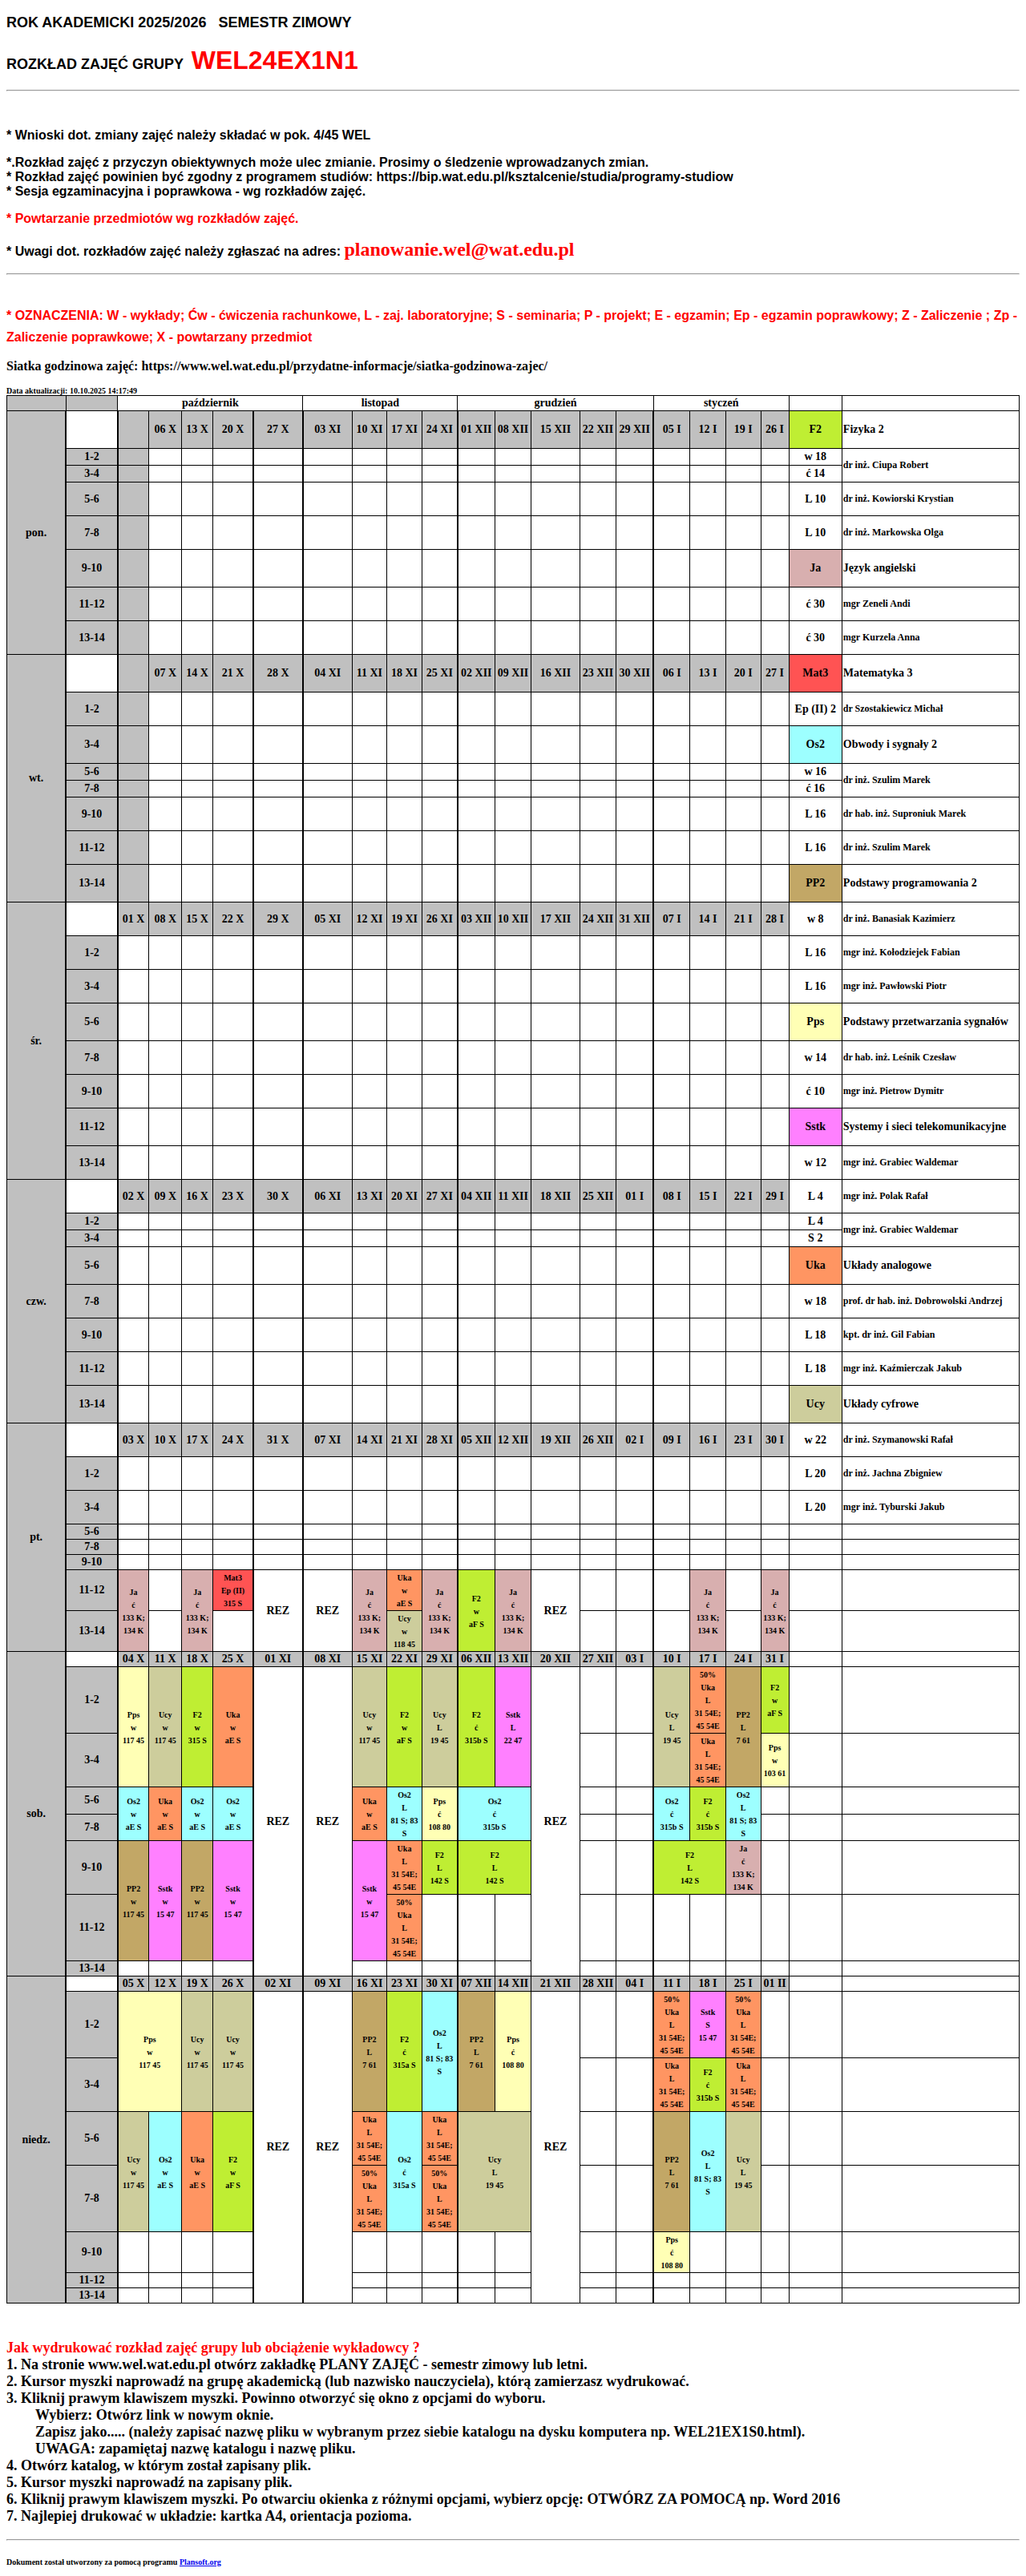 ROK AKADEMICKI 2025/2026 SEMESTR ZIMOWY
ROZKŁAD ZAJĘĆ GRUPY WEL24EX1N1
* Wnioski dot. zmiany zajęć należy składać w pok. 4/45 WEL
*.Rozkład zajęć z przyczyn obiektywnych może ulec zmianie. Prosimy o śledzenie wprowadzanych zmian.
* Rozkład zajęć powinien być zgodny z programem studiów: https://bip.wat.edu.pl/ksztalcenie/studia/programy-studiow
* Sesja egzaminacyjna i poprawkowa - wg rozkładów zajęć.
* Powtarzanie przedmiotów wg rozkładów zajęć.
* Uwagi dot. rozkładów zajęć należy zgłaszać na adres: planowanie.wel@wat.edu.pl
* OZNACZENIA: W - wykłady; Ćw - ćwiczenia rachunkowe, L - zaj. laboratoryjne; S - seminaria; P - projekt; E - egzamin; Ep - egzamin poprawkowy; Z - Zaliczenie ; Zp -
Zaliczenie poprawkowe; X - powtarzany przedmiot
Siatka godzinowa zajęć: https://www.wel.wat.edu.pl/przydatne-informacje/siatka-godzinowa-zajec/
Data aktualizacji: 10.10.2025 14:17:49
październik listopad grudzień styczeń
pon. 06 X 13 X 20 X 27 X 03 XI 10 XI 17 XI 24 XI 01 XII 08 XII 15 XII 22 XII 29 XII 05 I 12 I 19 I 26 I F2 Fizyka 2
1-2 w 18 dr inż. Ciupa Robert
3-4 ć 14
5-6 L 10 dr inż. Kowiorski Krystian
7-8 L 10 dr inż. Markowska Olga
9-10 Ja Język angielski
11-12 ć 30 mgr Zeneli Andi
13-14 ć 30 mgr Kurzela Anna
wt. 07 X 14 X 21 X 28 X 04 XI 11 XI 18 XI 25 XI 02 XII 09 XII 16 XII 23 XII 30 XII 06 I 13 I 20 I 27 I Mat3 Matematyka 3
1-2 Ep (II) 2 dr Szostakiewicz Michał
3-4 Os2 Obwody i sygnały 2
5-6 w 16 dr inż. Szulim Marek
7-8 ć 16
9-10 L 16 dr hab. inż. Suproniuk Marek
11-12 L 16 dr inż. Szulim Marek
13-14 PP2 Podstawy programowania 2
śr. 01 X 08 X 15 X 22 X 29 X 05 XI 12 XI 19 XI 26 XI 03 XII 10 XII 17 XII 24 XII 31 XII 07 I 14 I 21 I 28 I w 8 dr inż. Banasiak Kazimierz
1-2 L 16 mgr inż. Kołodziejek Fabian
3-4 L 16 mgr inż. Pawłowski Piotr
5-6 Pps Podstawy przetwarzania sygnałów
7-8 w 14 dr hab. inż. Leśnik Czesław
9-10 ć 10 mgr inż. Pietrow Dymitr
11-12 Sstk Systemy i sieci telekomunikacyjne
13-14 w 12 mgr inż. Grabiec Waldemar
czw. 02 X 09 X 16 X 23 X 30 X 06 XI 13 XI 20 XI 27 XI 04 XII 11 XII 18 XII 25 XII 01 I 08 I 15 I 22 I 29 I L 4 mgr inż. Polak Rafał
1-2 L 4 mgr inż. Grabiec Waldemar
3-4 S 2
5-6 Uka Układy analogowe
7-8 w 18 prof. dr hab. inż. Dobrowolski Andrzej
9-10 L 18 kpt. dr inż. Gil Fabian
11-12 L 18 mgr inż. Kaźmierczak Jakub
13-14 Ucy Układy cyfrowe
pt. 03 X 10 X 17 X 24 X 31 X 07 XI 14 XI 21 XI 28 XI 05 XII 12 XII 19 XII 26 XII 02 I 09 I 16 I 23 I 30 I w 22 dr inż. Szymanowski Rafał
1-2 L 20 dr inż. Jachna Zbigniew
3-4 L 20 mgr inż. Tyburski Jakub
5-6
7-8
9-10
11-12 Ja ć 133 K; 134 K Ja ć 133 K; 134 K Mat3 Ep (II) 315 S REZ REZ Ja ć 133 K; 134 K Uka w aE S Ja ć 133 K; 134 K F2 w aF S Ja ć 133 K; 134 K REZ Ja ć 133 K; 134 K Ja ć 133 K; 134 K
13-14 Ucy w 118 45
sob. 04 X 11 X 18 X 25 X 01 XI 08 XI 15 XI 22 XI 29 XI 06 XII 13 XII 20 XII 27 XII 03 I 10 I 17 I 24 I 31 I
1-2 Pps w 117 45 Ucy w 117 45 F2 w 315 S Uka w aE S REZ REZ Ucy w 117 45 F2 w aF S Ucy L 19 45 F2 ć 315b S Sstk L 22 47 REZ Ucy L 19 45 50% Uka L 31 54E; 45 54E PP2 L 7 61 F2 w aF S
3-4 Uka L 31 54E; 45 54E Pps w 103 61
5-6 Os2 w aE S Uka w aE S Os2 w aE S Os2 w aE S Uka w aE S Os2 L 81 S; 83 S Pps ć 108 80 Os2 ć 315b S Os2 ć 315b S F2 ć 315b S Os2 L 81 S; 83 S
7-8
9-10 PP2 w 117 45 Sstk w 15 47 PP2 w 117 45 Sstk w 15 47 Sstk w 15 47 Uka L 31 54E; 45 54E F2 L 142 S F2 L 142 S F2 L 142 S Ja ć 133 K; 134 K
11-12 50% Uka L 31 54E; 45 54E
13-14
niedz. 05 X 12 X 19 X 26 X 02 XI 09 XI 16 XI 23 XI 30 XI 07 XII 14 XII 21 XII 28 XII 04 I 11 I 18 I 25 I 01 II
1-2 Pps w 117 45 Ucy w 117 45 Ucy w 117 45 REZ REZ PP2 L 7 61 F2 ć 315a S Os2 L 81 S; 83 S PP2 L 7 61 Pps ć 108 80 REZ 50% Uka L 31 54E; 45 54E Sstk S 15 47 50% Uka L 31 54E; 45 54E
3-4 Uka L 31 54E; 45 54E F2 ć 315b S Uka L 31 54E; 45 54E
5-6 Ucy w 117 45 Os2 w aE S Uka w aE S F2 w aF S Uka L 31 54E; 45 54E Os2 ć 315a S Uka L 31 54E; 45 54E Ucy L 19 45 PP2 L 7 61 Os2 L 81 S; 83 S Ucy L 19 45
7-8 50% Uka L 31 54E; 45 54E 50% Uka L 31 54E; 45 54E
9-10 Pps ć 108 80
11-12
13-14
Jak wydrukować rozkład zajęć grupy lub obciążenie wykładowcy ?
1. Na stronie www.wel.wat.edu.pl otwórz zakładkę PLANY ZAJĘĆ - semestr zimowy lub letni.
2. Kursor myszki naprowadź na grupę akademicką (lub nazwisko nauczyciela), którą zamierzasz wydrukować.
3. Kliknij prawym klawiszem myszki. Powinno otworzyć się okno z opcjami do wyboru.
Wybierz: Otwórz link w nowym oknie.
Zapisz jako..... (należy zapisać nazwę pliku w wybranym przez siebie katalogu na dysku komputera np. WEL21EX1S0.html).
UWAGA: zapamiętaj nazwę katalogu i nazwę pliku.
4. Otwórz katalog, w którym został zapisany plik.
5. Kursor myszki naprowadź na zapisany plik.
6. Kliknij prawym klawiszem myszki. Po otwarciu okienka z różnymi opcjami, wybierz opcję: OTWÓRZ ZA POMOCĄ np. Word 2016
7. Najlepiej drukować w układzie: kartka A4, orientacja pozioma.
Dokument został utworzony za pomocą programu Plansoft.org